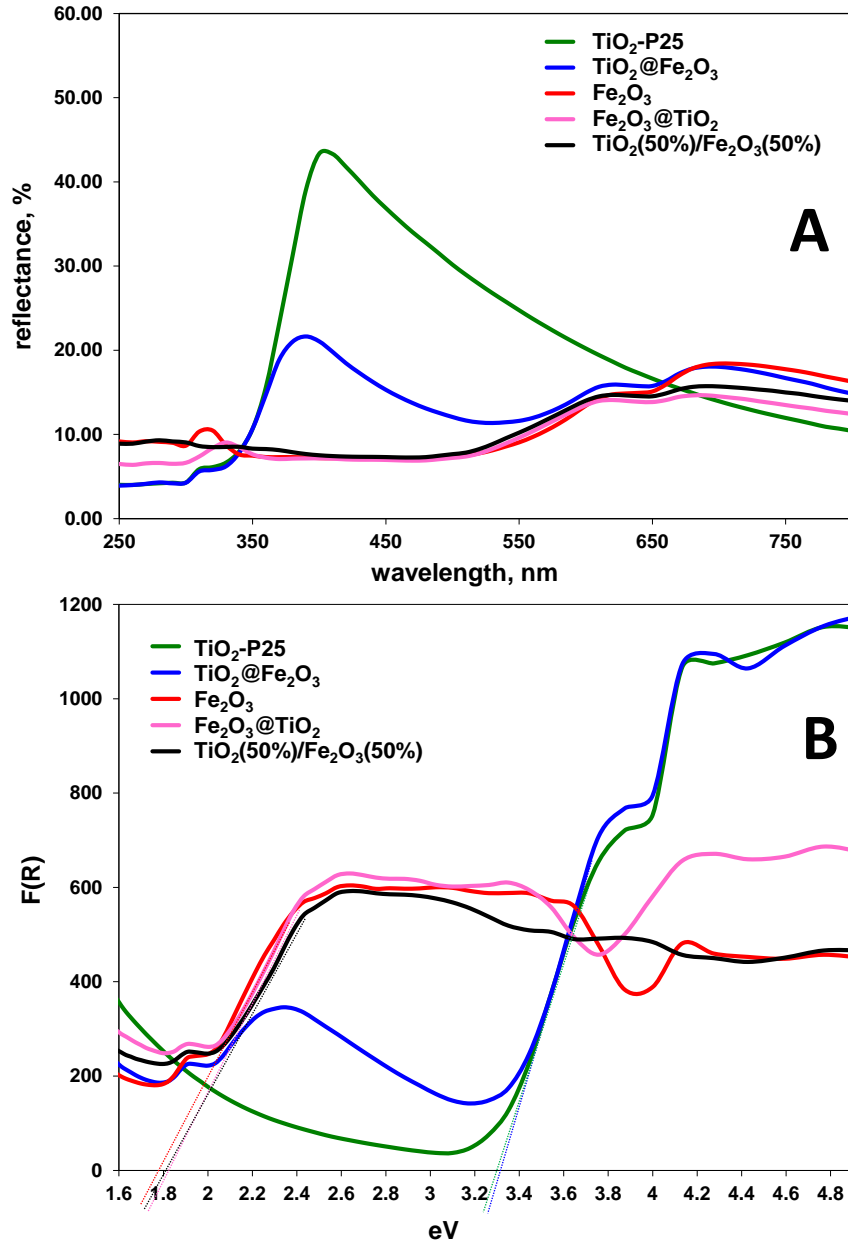 60.00
50.00
40.00
30.00
20.00
10.00
0.00
reflectance, %
TiO₂-P25
TiO₂@Fe₂O₃
Fe₂O₃
Fe₂O₃@TiO₂
TiO₂(50%)/Fe₂O₃(50%)
A
250 350 450 550 650 750
wavelength, nm
1200
1000
800
600
400
200
0
F(R)
TiO₂-P25
TiO₂@Fe₂O₃
Fe₂O₃
Fe₂O₃@TiO₂
TiO₂(50%)/Fe₂O₃(50%)
B
1.6 1.8 2 2.2 2.4 2.6 2.8 3 3.2 3.4 3.6 3.8 4 4.2 4.4 4.6 4.8
eV